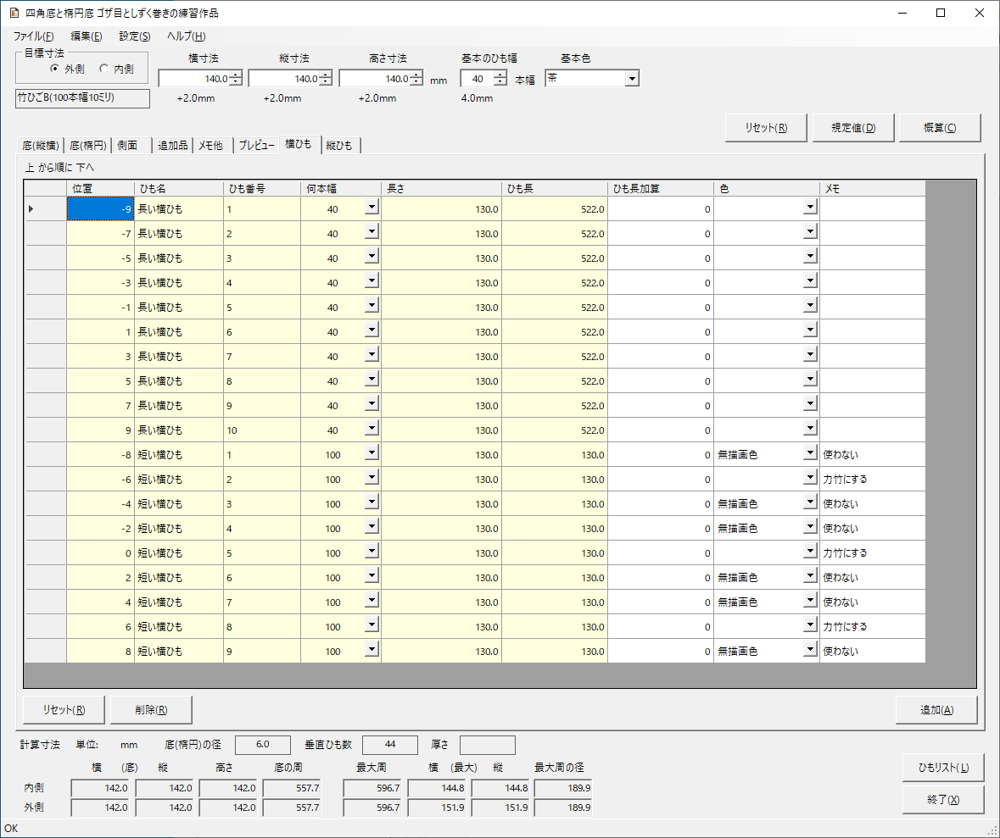 四角底と楕円底 ゴザ目としずく巻きの練習作品
ファイル(F) 編集(E) 設定(S) ヘルプ(H)
目標寸法 横寸法 縦寸法 高さ寸法 基本のひも幅 基本色
外側 内側 140.0 140.0 140.0 mm 40 本幅 茶
竹ひごB(100本幅10ミリ) +2.0mm +2.0mm +2.0mm 4.0mm
リセット(R) 規定値(D) 概算(C)
底(縦横) 底(楕円) 側面 追加品 メモ他 プレビュー 横ひも 縦ひも
上 から順に 下へ
位置 ひも名 ひも番号 何本幅 長さ ひも長 ひも長加算 色 メモ
-9 長い横ひも 1 40 130.0 522.0 0
-7 長い横ひも 2 40 130.0 522.0 0
-5 長い横ひも 3 40 130.0 522.0 0
-3 長い横ひも 4 40 130.0 522.0 0
-1 長い横ひも 5 40 130.0 522.0 0
1 長い横ひも 6 40 130.0 522.0 0
3 長い横ひも 7 40 130.0 522.0 0
5 長い横ひも 8 40 130.0 522.0 0
7 長い横ひも 9 40 130.0 522.0 0
9 長い横ひも 10 40 130.0 522.0 0
-8 短い横ひも 1 100 130.0 130.0 0 無描画色 使わない
-6 短い横ひも 2 100 130.0 130.0 0 力竹にする
-4 短い横ひも 3 100 130.0 130.0 0 無描画色 使わない
-2 短い横ひも 4 100 130.0 130.0 0 無描画色 使わない
0 短い横ひも 5 100 130.0 130.0 0 力竹にする
2 短い横ひも 6 100 130.0 130.0 0 無描画色 使わない
4 短い横ひも 7 100 130.0 130.0 0 無描画色 使わない
6 短い横ひも 8 100 130.0 130.0 0 力竹にする
8 短い横ひも 9 100 130.0 130.0 0 無描画色 使わない
リセット(R) 削除(R) 追加(A)
計算寸法 単位: mm 底(楕円)の径 6.0 垂直ひも数 44 厚さ
横 (底) 縦 高さ 底の周 最大周 横 (最大) 縦 最大周の径
内側 142.0 142.0 142.0 557.7 596.7 144.8 144.8 189.9
外側 142.0 142.0 142.0 557.7 596.7 151.9 151.9 189.9
ひもリスト(L)
終了(X)
OK